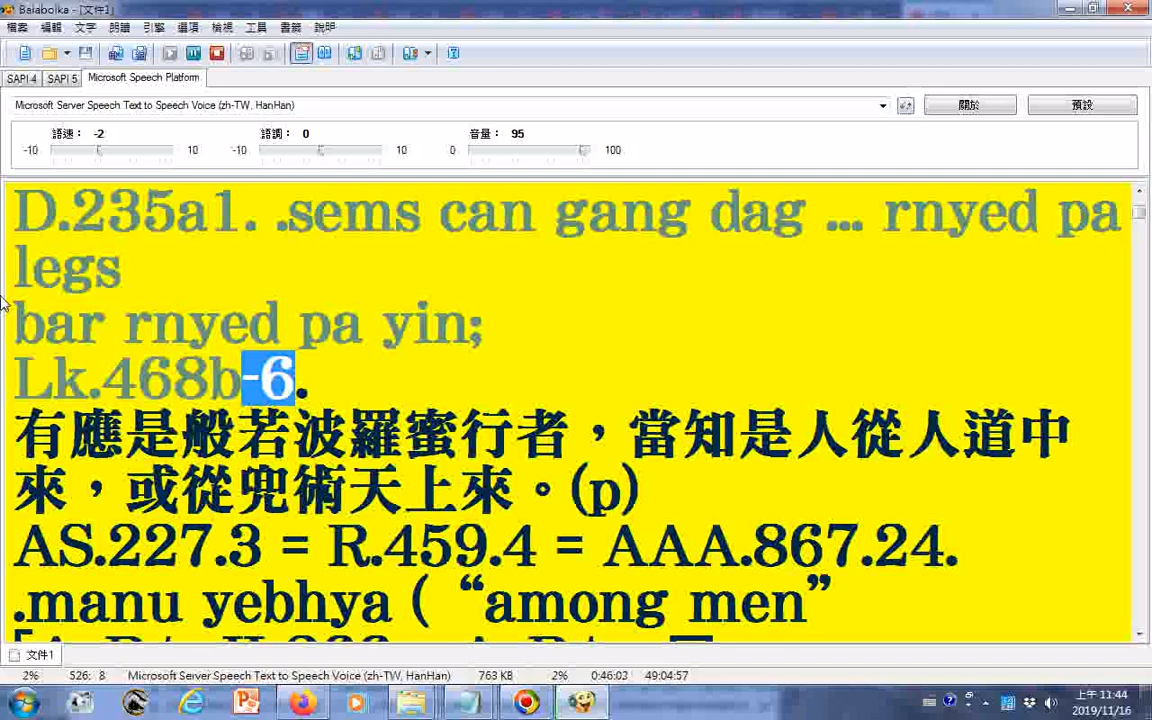 Balabolka - [文件1]
檔案 編輯 文字 朗讀 引擎 選項 檢視 工具 書籤 說明
SAPI 4 SAPI 5 Microsoft Speech Platform
Microsoft Server Speech Text to Speech Voice (zh-TW, HanHan) 關於 預設
語速： -2 語調： 0 音量： 95
-10 10 -10 10 0 100
D.235a1. .sems can gang dag ... rnyed pa
legs
bar rnyed pa yin;
Lk.468b-6.
有應是般若波羅蜜行者，當知是人從人道中
來，或從兜術天上來。(p)
AS.227.3 = R.459.4 = AAA.867.24.
.manu yebhya ( “among men”
文件1
2% 526: 8 Microsoft Server Speech Text to Speech Voice (zh-TW, HanHan) 763 KB 2% 0:46:03 49:04:57
上午 11:44
2019/11/16